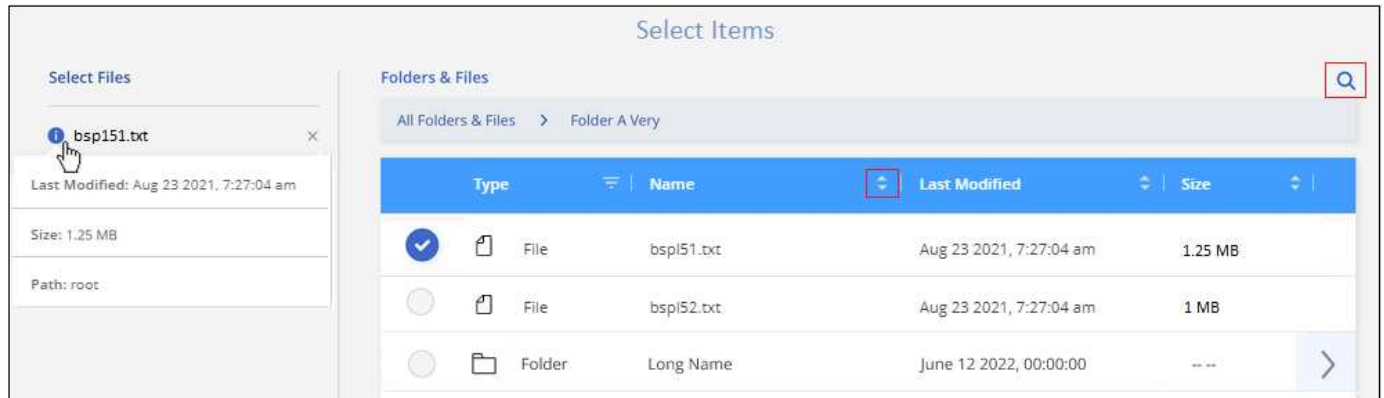 Select Items
Select Files
bsp151.txt
Last Modified: Aug 23 2021, 7:27:04 am
Size: 1.25 MB
Path: root
Folders & Files
All Folders & Files > Folder A Very
Type Name Last Modified Size
File bspl51.txt Aug 23 2021, 7:27:04 am 1.25 MB
File bspl52.txt Aug 23 2021, 7:27:04 am 1 MB
Folder Long Name June 12 2022, 00:00:00 -- --